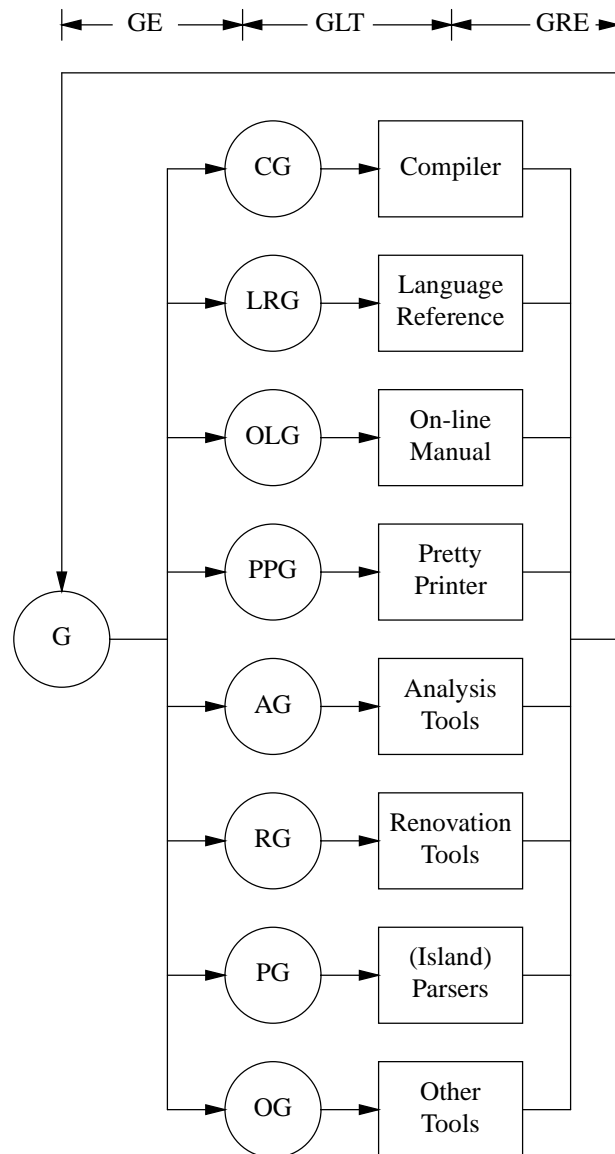 GE GLT GRE
CG
Compiler
LRG
Language
Reference
OLG
On-line
Manual
PPG
Pretty
Printer
G
AG
Analysis
Tools
RG
Renovation
Tools
PG
(Island)
Parsers
OG
Other
Tools